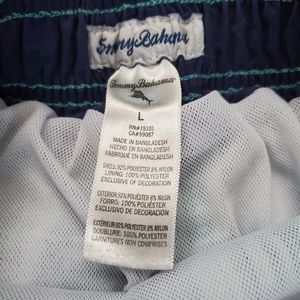 Tommy Bahama
Tommy Bahama
L
RN#15101
CA#59087
MADE IN BANGLADESH
HECHO EN BANGLADESH
FABRIQUÉ EN BANGLADESH
SHELL: 92% POLYESTER 8% NYLON
LINING: 100% POLYESTER
EXCLUSIVE OF DECORATION
EXTERIOR: 92% POLIÉSTER 8% NILON
FORRO: 100% POLIÉSTER
EXCLUSIVO DE DECORACIÓN
EXTÉRIEUR: 92% POLYESTER 8% NYLON
DOUBLURE: 100% POLYESTER
GARNITURES NON COMPRISES